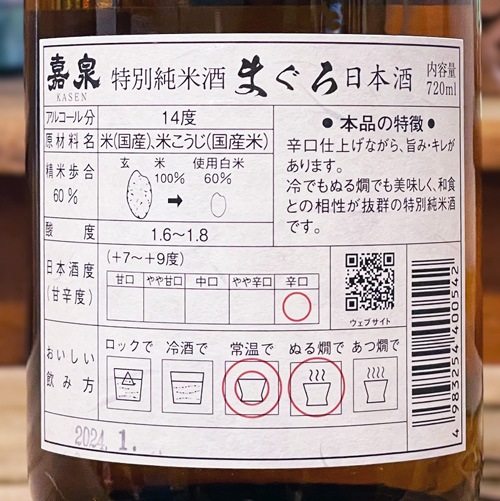 嘉泉 特別純米酒 まぐろ 日本酒 内容量 720ml
KASEN
アルコール分 14度
原材料名 米(国産)、米こうじ(国産米)
精米歩合 60%
玄米 100% ➡ 使用白米 60%
酸度 1.6~1.8
日本酒度 (甘辛度)
(+7~+9度)
甘口 やや甘口 中口 やや辛口 辛口
●本品の特徴●
辛口仕上げながら、旨み・キレが
あります。
冷でもぬる燗でも美味しく、和食
との相性が抜群の特別純米酒
です。
ウェブサイト
おいしい飲み方
ロックで 冷酒で 常温で ぬる燗で あつ燗で
4 983254 400542
2024. 1.